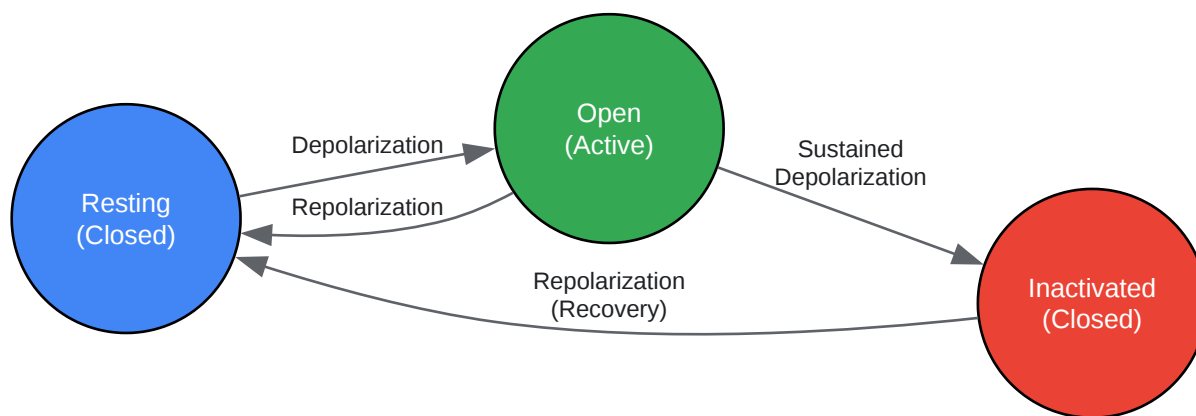 Resting
(Closed)
Depolarization
Repolarization
Open
(Active)
Sustained
Depolarization
Repolarization
(Recovery)
Inactivated
(Closed)